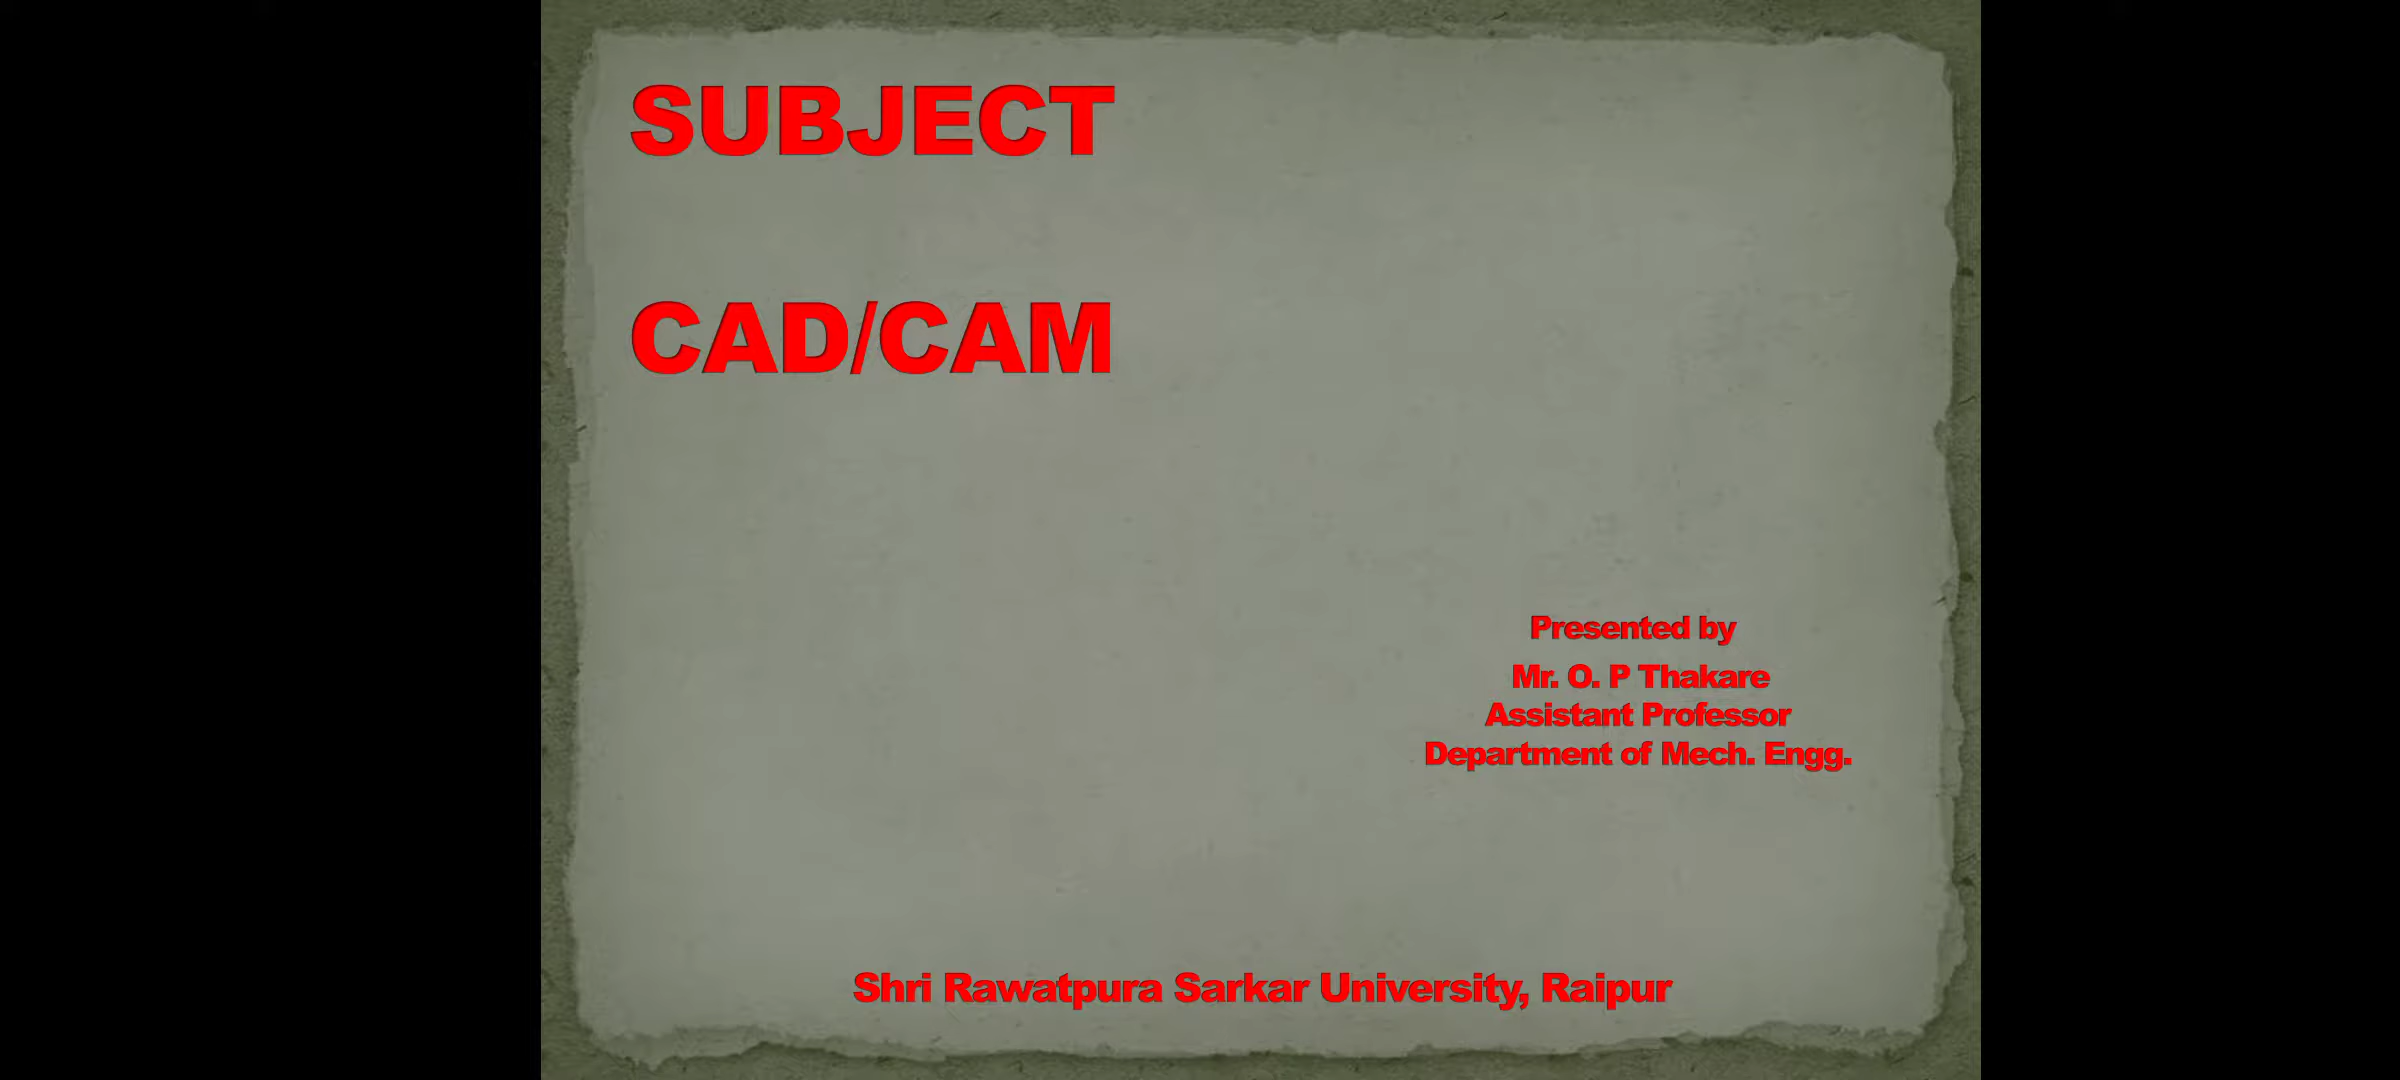 SUBJECT
CAD/CAM
Presented by
Mr. O. P Thakare
Assistant Professor
Department of Mech. Engg.
Shri Rawatpura Sarkar University, Raipur